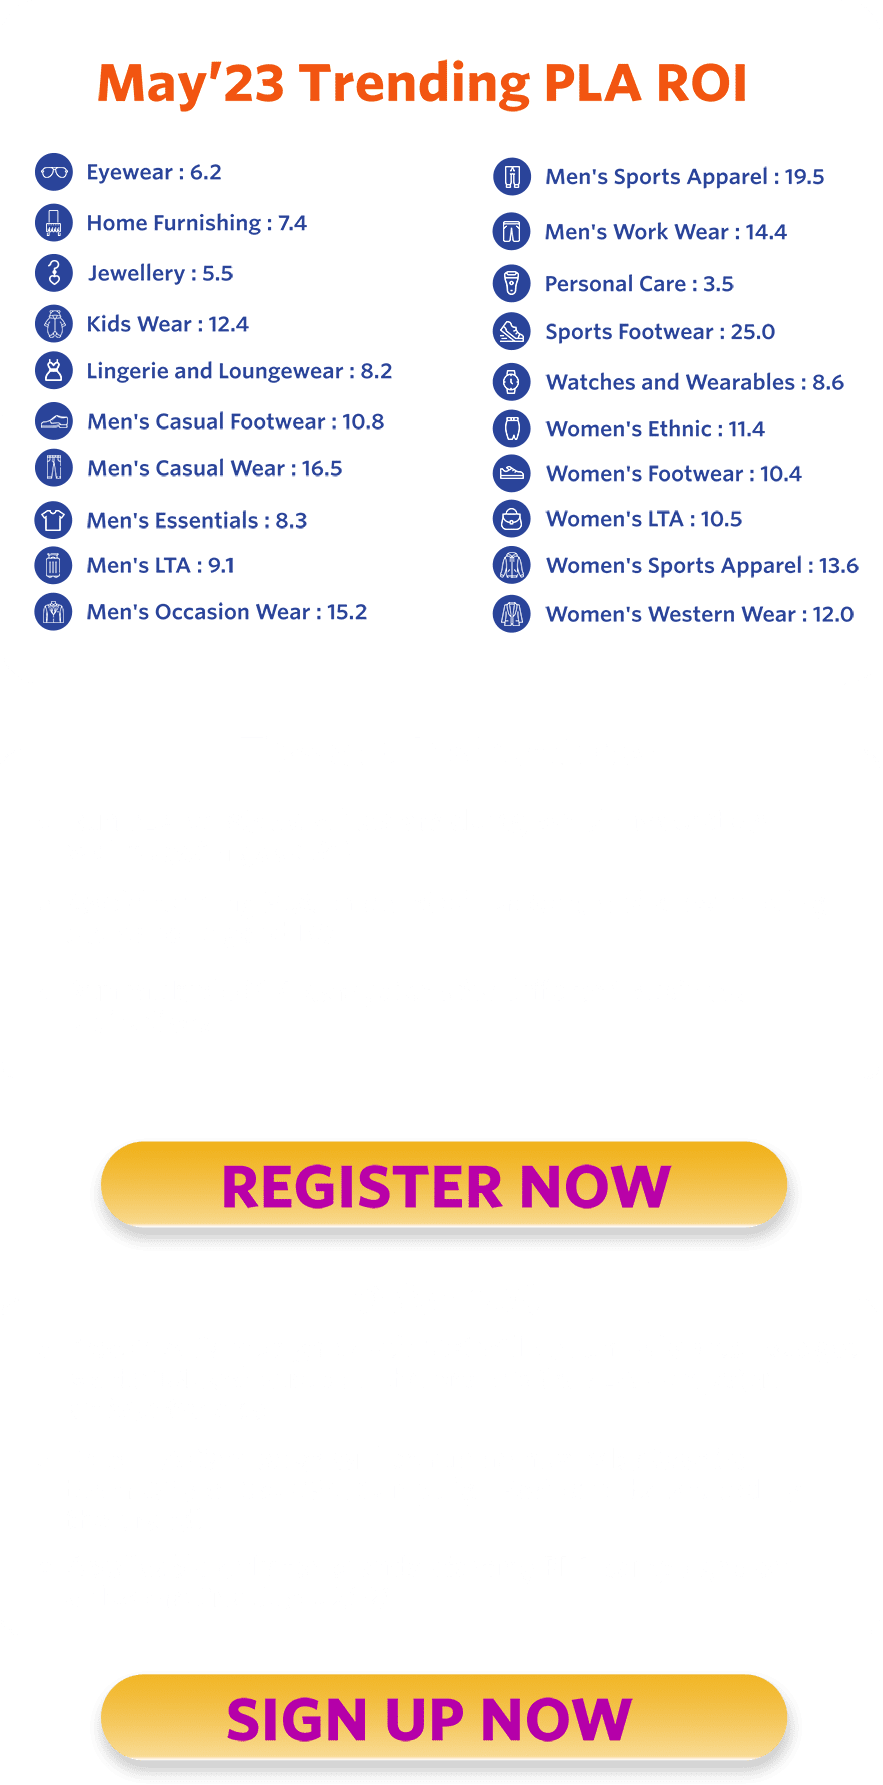 May'23 Trending PLA ROI
Eyewear : 6.2
Home Furnishing : 7.4
Jewellery : 5.5
Kids Wear : 12.4
Lingerie and Loungewear : 8.2
Men's Casual Footwear : 10.8
Men's Casual Wear : 16.5
Men's Essentials : 8.3
Men's LTA : 9.1
Men's Occasion Wear : 15.2
Men's Sports Apparel : 19.5
Men's Work Wear : 14.4
Personal Care : 3.5
Sports Footwear : 25.0
Watches and Wearables : 8.6
Women's Ethnic : 11.4
Women's Footwear : 10.4
Women's LTA : 10.5
Women's Sports Apparel : 13.6
Women's Western Wear : 12.0
REGISTER NOW
SIGN UP NOW